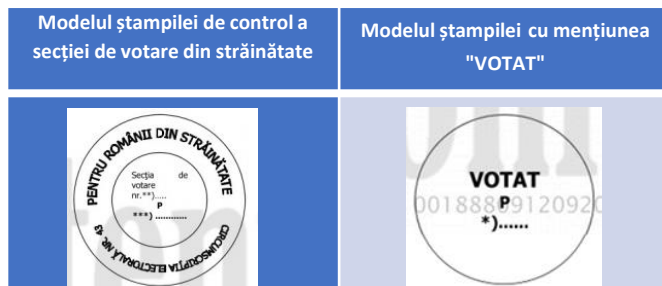 Modelul ștampilei de control a
secției de votare din străinătate
Modelul ștampilei cu mențiunea
"VOTAT"
PENTRU ROMÂNII DIN STRĂINĂTATE
Secția de
votare
nr.**).....
P
***) ............
CIRCUMSCRIPȚIA ELECTORALĂ NR. 43
VOTAT
P
*)......